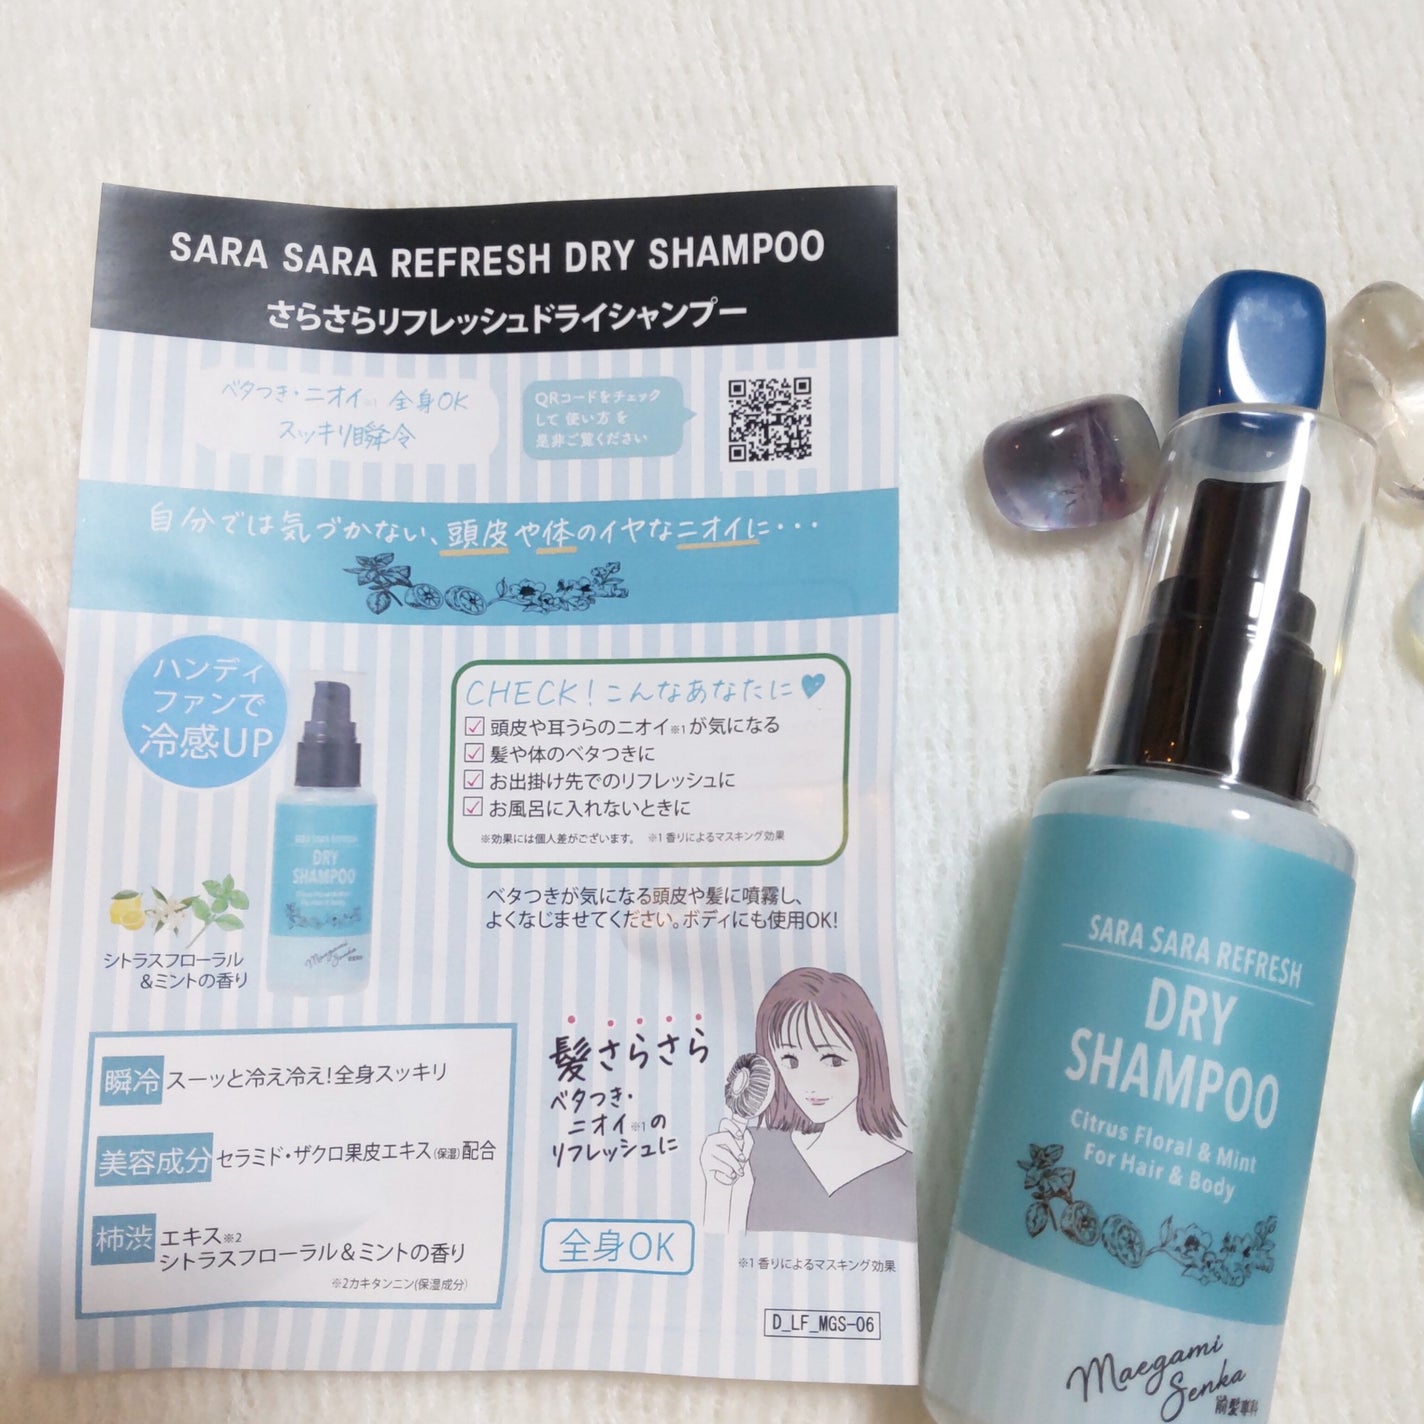 SARA SARA REFRESH DRY SHAMPOO
さらさらリフレッシュドライシャンプー
ベタつき・ニオイ※1 全身OK
スッキリ瞬冷
QRコードをチェック
して 使い方 を
是非ご覧ください
自分では気づかない、頭皮や体のイヤなニオイに・・・
ハンディ
ファンで
冷感UP
SARA SARA REFRESH
DRY
SHAMPOO
Citrus Floral & Mint
For Hair & Body
Maegami
Senka
シトラスフローラル
&ミントの香り
CHECK!こんなあなたに
頭皮や耳うらのニオイ※1が気になる
髪や体のベタつきに
お出掛け先でのリフレッシュに
お風呂に入れないときに
※効果には個人差がございます。 ※1 香りによるマスキング効果
ベタつきが気になる頭皮や髪に噴霧し、
よくなじませてください。ボディにも使用OK!
瞬冷 スーッと冷え冷え!全身スッキリ
美容成分 セラミド・ザクロ果皮エキス(保湿)配合
柿渋 エキス※2
シトラスフローラル&ミントの香り
※2カキタンニン(保湿成分)
髪さらさら
ベタつき・
ニオイ※1の
リフレッシュに
全身OK
※1 香りによるマスキング効果
D_LF_MGS-06
SARA SARA REFRESH
DRY
SHAMPOO
Citrus Floral & Mint
For Hair & Body
Maegami
Senka
前髪専科